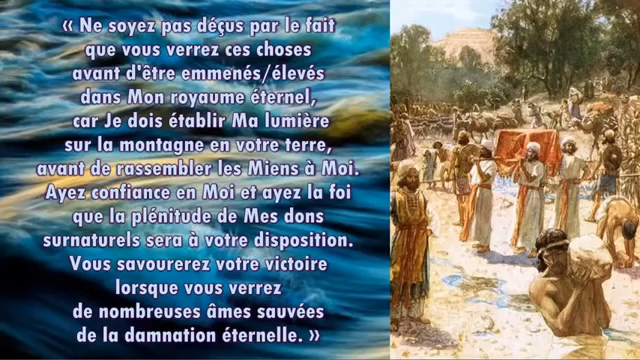 « Ne soyez pas déçus par le fait
que vous verrez ces choses
avant d'être emmenés/élevés
dans Mon royaume éternel,
car Je dois établir Ma lumière
sur la montagne en votre terre,
avant de rassembler les Miens à Moi.
Ayez confiance en Moi et ayez la foi
que la plénitude de Mes dons
surnaturels sera à votre disposition.
Vous savourerez votre victoire
lorsque vous verrez
de nombreuses âmes sauvées
de la damnation éternelle. »